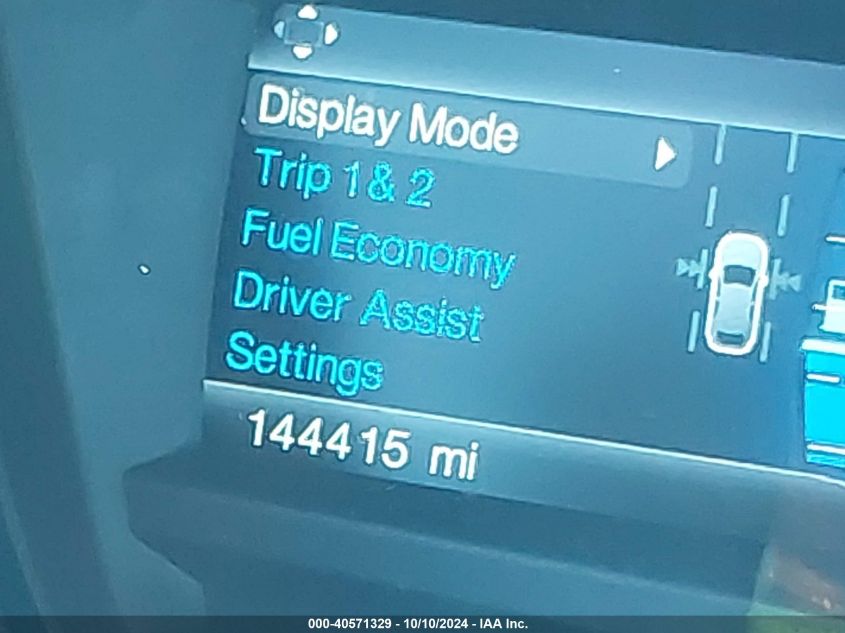 Display Mode
Trip 1 & 2
Fuel Economy
Driver Assist
Settings
144415 mi
000-40571329 - 10/10/2024 - IAA Inc.